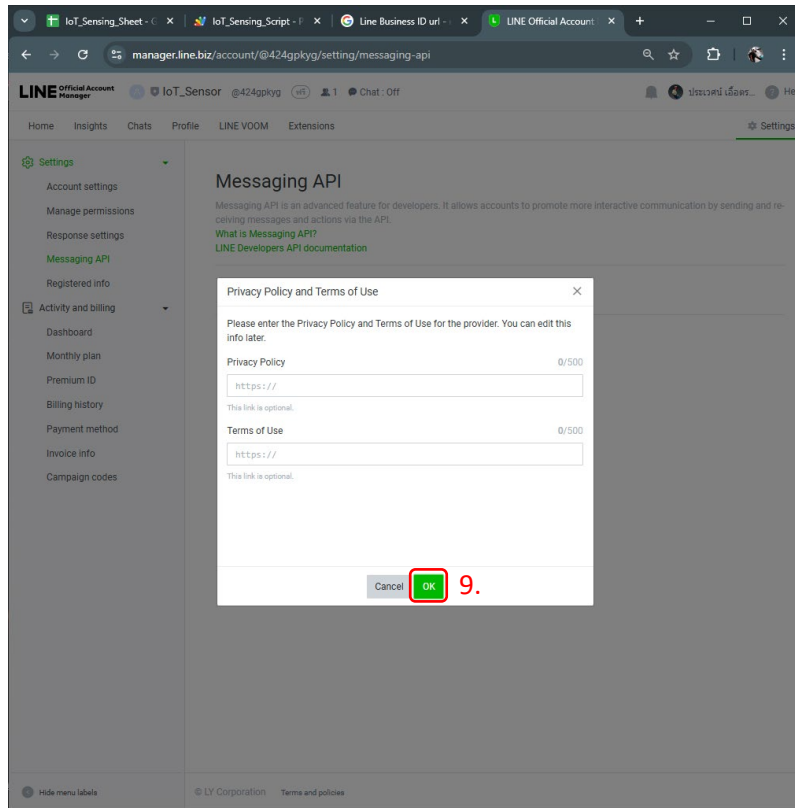 IoT_Sensing_Sheet - G
IoT_Sensing_Script - P
Line Business ID url -
LINE Official Account
manager.line.biz/account/@424gpkyg/setting/messaging-api
LINE Official Account Manager
IoT_Sensor @424gpkyg 1 Chat : Off
ประเวศน์ เอื้อตร... He
Home Insights Chats Profile LINE VOOM Extensions Settings
Settings
Account settings
Manage permissions
Response settings
Messaging API
Registered info
Activity and billing
Dashboard
Monthly plan
Premium ID
Billing history
Payment method
Invoice info
Campaign codes
Messaging API
Messaging API is an advanced feature for developers. It allows accounts to promote more interactive communication by sending and re-
ceiving messages and actions via the API.
What is Messaging API?
LINE Developers API documentation
Privacy Policy and Terms of Use
Please enter the Privacy Policy and Terms of Use for the provider. You can edit this
info later.
Privacy Policy 0/500
https://
This link is optional.
Terms of Use 0/500
https://
This link is optional.
Cancel OK 9.
Hide menu labels
© LY Corporation Terms and policies